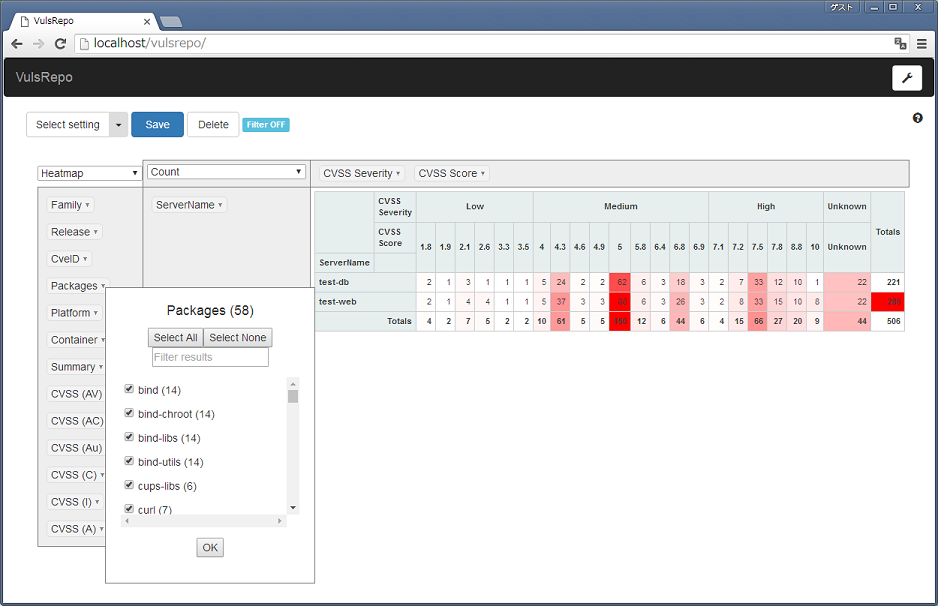 VulsRepo
ゲスト
localhost/vulsrepo/
VulsRepo
Select setting Save Delete Filter OFF
Heatmap Count CVSS Severity CVSS Score
Family
Release
CveID
Packages
Platform
Container
Summary
CVSS (AV)
CVSS (AC)
CVSS (Au)
CVSS (C)
CVSS (I)
CVSS (A)
ServerName
CVSS Severity Low Medium High Unknown Totals
CVSS Score 1.8 1.9 2.1 2.6 3.3 3.5 4 4.3 4.6 4.9 5 5.8 6.4 6.8 6.9 7.1 7.2 7.5 7.8 8.8 10 Unknown
ServerName
test-db 2 1 3 1 1 1 5 24 2 2 62 6 3 18 3 2 7 33 12 10 1 22 221
test-web 2 1 4 4 1 1 5 37 3 3 88 6 3 26 3 2 8 33 15 10 8 22 285
Totals 4 2 7 5 2 2 10 61 5 5 150 12 6 44 6 4 15 66 27 20 9 44 506
Packages (58)
Select All Select None
Filter results
bind (14)
bind-chroot (14)
bind-libs (14)
bind-utils (14)
cups-libs (6)
curl (7)
OK